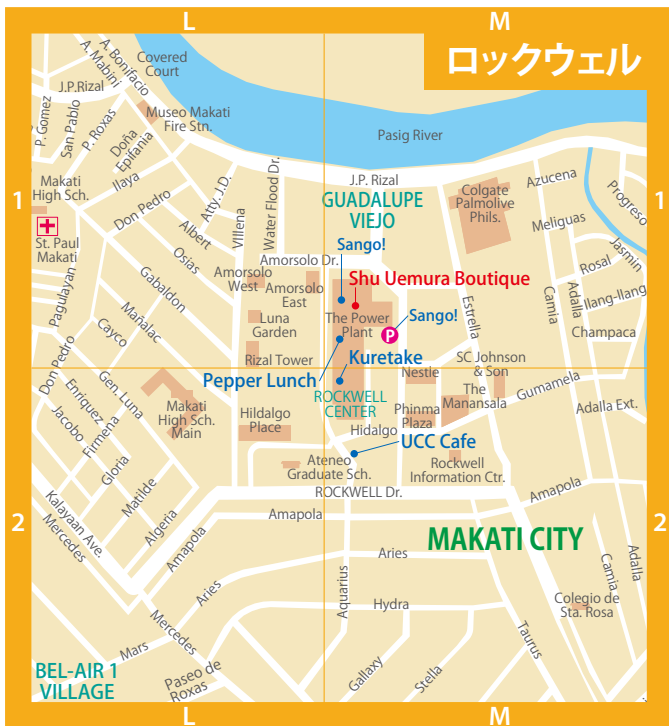 L
M
ロックウェル
A. Bonifacio
A. Mabini
Covered
Court
J.P.Rizal
P. Gomez
San Pablo
P. Roxas
Doña
Epifania
Museo Makati
Fire Stn.
Pasig River
Makati
High Sch.
Ilaya
Atty. J.D.
Water Flood Dr.
J.P. Rizal
GUADALUPE
VIEJO
Colgate
Palmolive
Phils.
Azucena
Progreso
1
1
Don Pedro
Albert
Villena
Meliguas
St. Paul
Makati
Sango!
Jasmin
Osias
Amorsolo Dr.
Rosal
Pagulayan
Gabaldon
Amorsolo
West
Amorsolo
East
Shu Uemura Boutique
Estrella
Camia
Adalla
Ilang-Ilang
Mañalac
Cayco
Luna
Garden
The Power
Plant
P
Sango!
Champaca
Don Pedro
Rizal Tower
Kuretake
Nestle
SC Johnson
& Son
Pepper Lunch
Gumamela
Enriquez
Gen. Luna
Jacobo
Firmena
Makati
High Sch.
Main
Hildalgo
Place
ROCKWELL
CENTER
Phinma
Plaza
The
Manansala
Adalla Ext.
Hidalgo
UCC Cafe
Gloria
Matilde
Ateneo
Graduate Sch.
Rockwell
Information Ctr.
Kalayaan Ave.
Mercedes
Algeria
ROCKWELL Dr.
Amapola
2
2
Amapola
Amapola
MAKATI CITY
Aries
Aries
Aquarius
Camia
Adalla
Hydra
Colegio de
Sta. Rosa
Mercedes
Mars
Taurus
BEL-AIR 1
VILLAGE
Paseo de
Roxas
Gallaxy
Stella
L
M